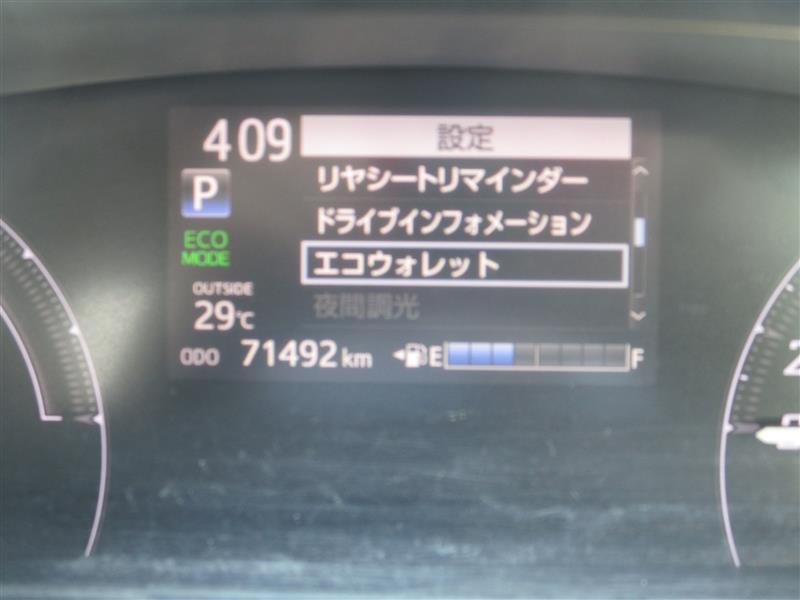 4 09
設定
リヤシートリマインダー
P
ドライブインフォメーション
ECO
MODE
エコウォレット
OUTSIDE
29℃
夜間調光
ODO 71492 km
E F
2